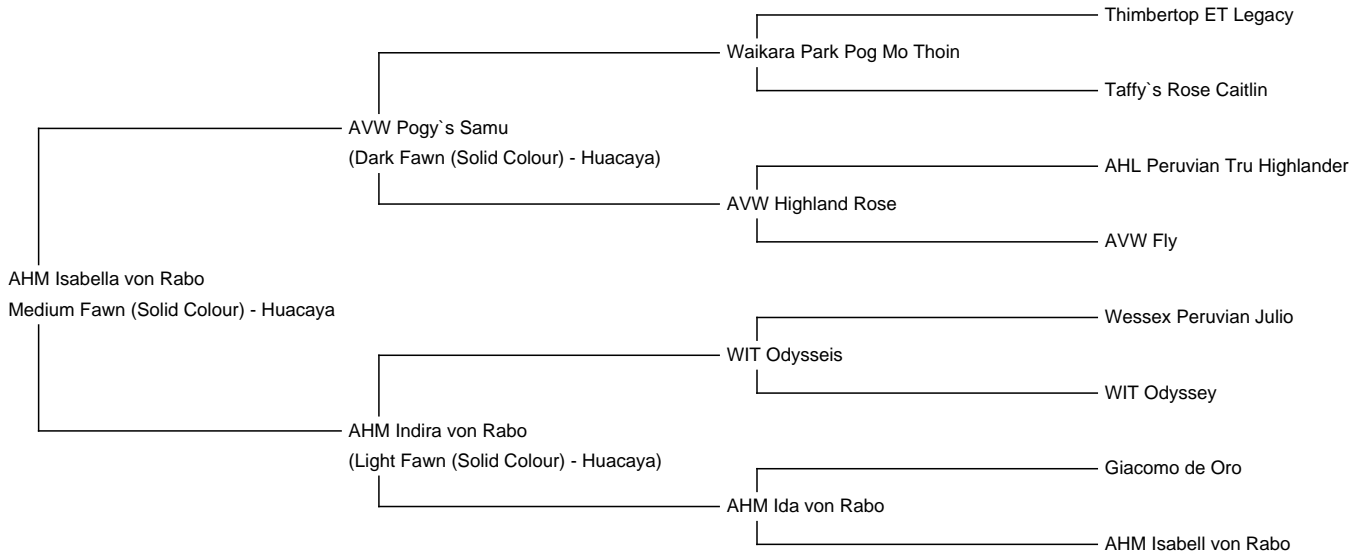 Thimbertop ET Legacy
Waikara Park Pog Mo Thoin
Taffy`s Rose Caitlin
AVW Pogy`s Samu
(Dark Fawn (Solid Colour) - Huacaya)
AHL Peruvian Tru Highlander
AVW Highland Rose
AVW Fly
AHM Isabella von Rabo
Medium Fawn (Solid Colour) - Huacaya
Wessex Peruvian Julio
WIT Odysseis
WIT Odyssey
AHM Indira von Rabo
(Light Fawn (Solid Colour) - Huacaya)
Giacomo de Oro
AHM Ida von Rabo
AHM Isabell von Rabo